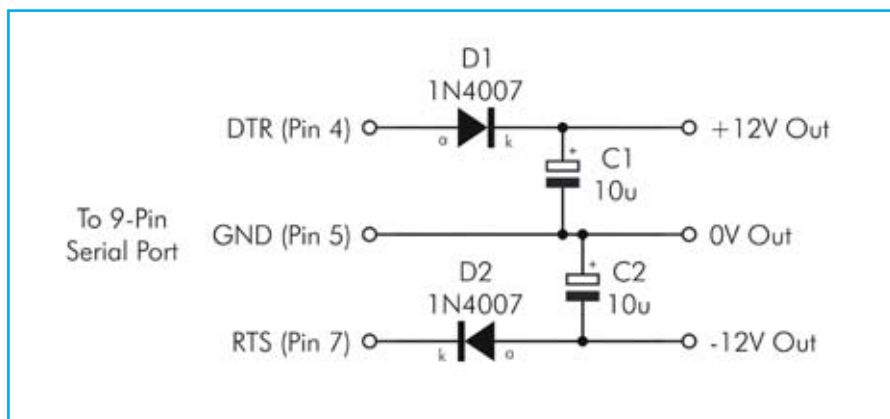 D1
1N4007
DTR (Pin 4)
a
k
+12V Out
+
C1
10u
To 9-Pin
Serial Port
GND (Pin 5)
0V Out
D2
1N4007
+
C2
10u
RTS (Pin 7)
k
a
-12V Out